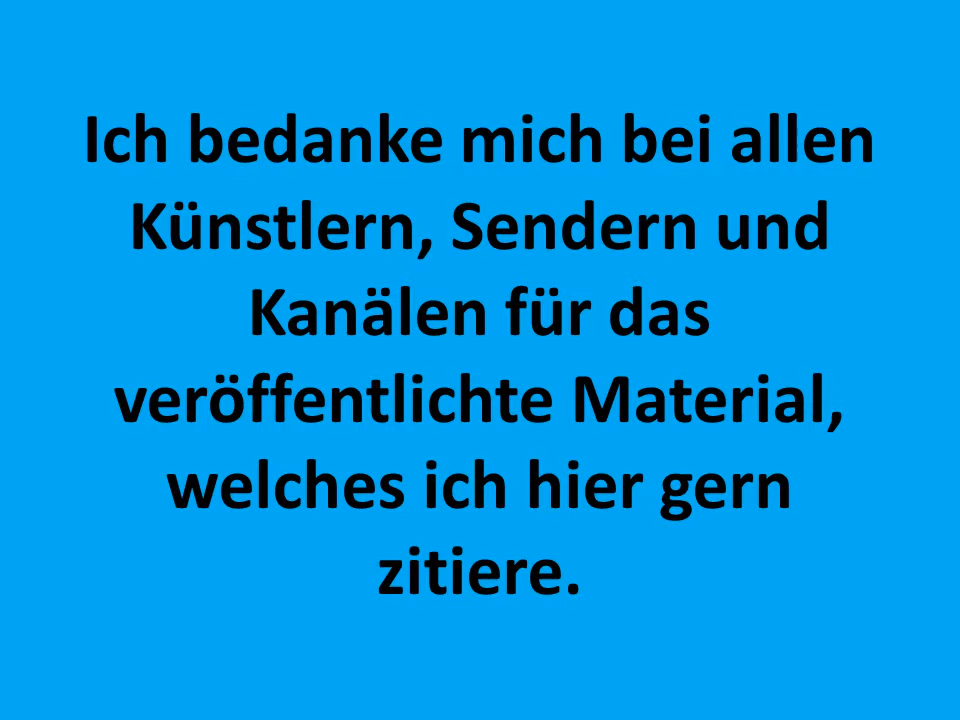 Ich bedanke mich bei allen
Künstlern, Sendern und
Kanälen für das
veröffentlichte Material,
welches ich hier gern
zitiere.